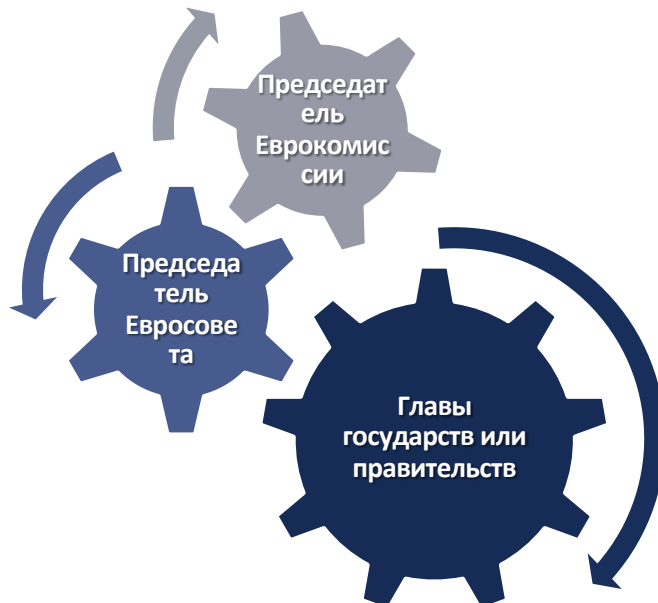 Председат
ель
Еврокомис
сии
Председа
тель
Евросове
та
Главы
государств или
правительств